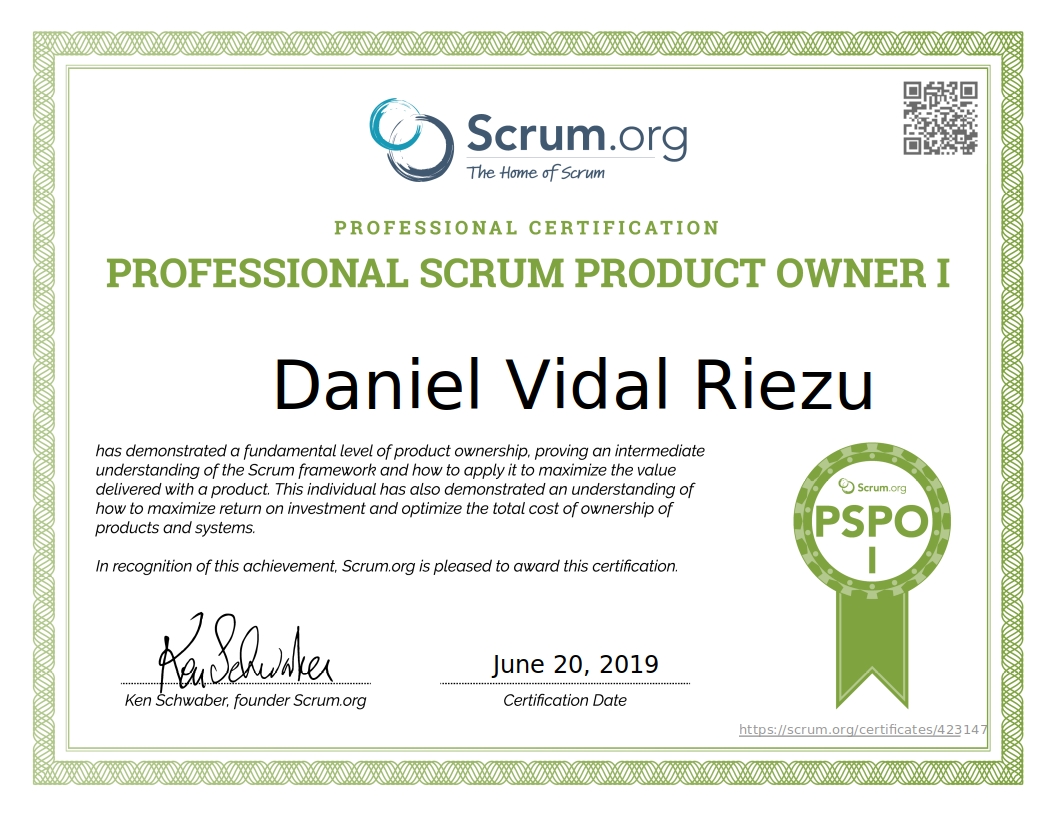 Scrum.org
The Home of Scrum
PROFESSIONAL CERTIFICATION
PROFESSIONAL SCRUM PRODUCT OWNER I
Daniel Vidal Riezu
has demonstrated a fundamental level of product ownership, proving an intermediate
understanding of the Scrum framework and how to apply it to maximize the value
delivered with a product. This individual has also demonstrated an understanding of
how to maximize return on investment and optimize the total cost of ownership of
products and systems.
In recognition of this achievement, Scrum.org is pleased to award this certification.
Scrum.org
PSPO
I
Ken Schwaber
June 20, 2019
Ken Schwaber, founder Scrum.org
Certification Date
https://scrum.org/certificates/423147